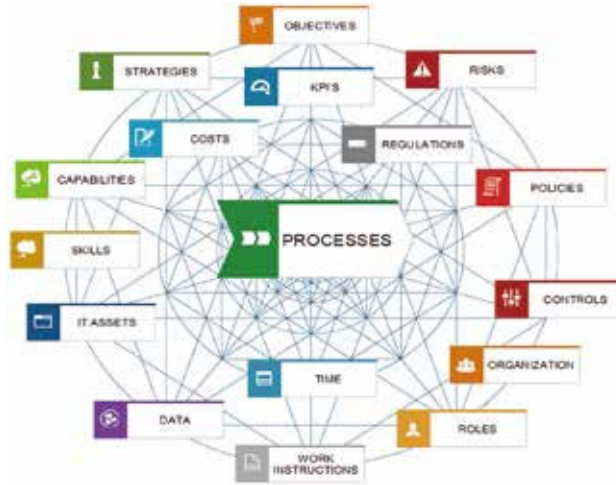 OBJECTIVES
STRATEGIES
RISKS
KPI'S
COSTS
REGULATIONS
CAPABILITIES
POLICIES
PROCESSES
SKILLS
CONTROLS
IT ASSETS
ORGANIZATION
TIME
DATA
ROLES
WORK
INSTRUCTIONS